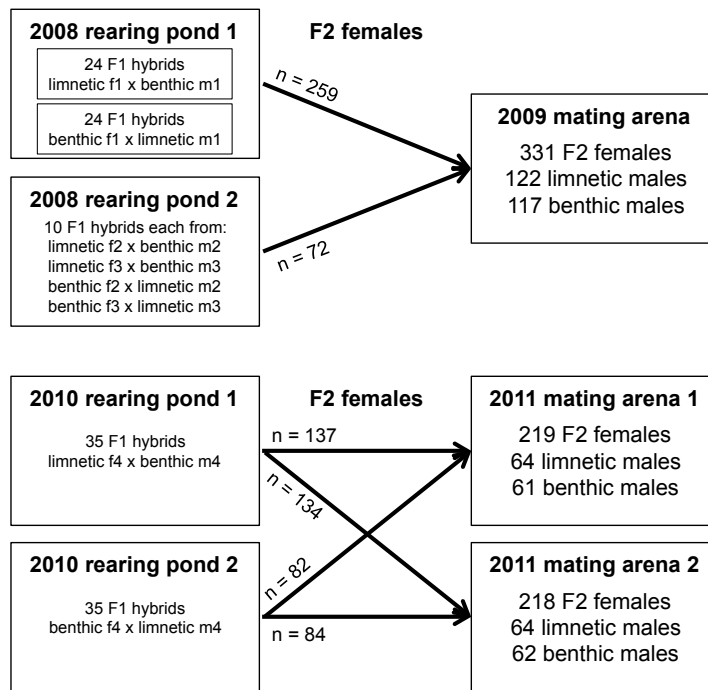 2008 rearing pond 1
24 F1 hybrids
limnetic f1 x benthic m1
24 F1 hybrids
benthic f1 x limnetic m1
F2 females
n = 259
2009 mating arena
331 F2 females
122 limnetic males
117 benthic males
2008 rearing pond 2
10 F1 hybrids each from:
limnetic f2 x benthic m2
limnetic f3 x benthic m3
benthic f2 x limnetic m2
benthic f3 x limnetic m3
n = 72
2010 rearing pond 1
35 F1 hybrids
limnetic f4 x benthic m4
F2 females
n = 137
n = 134
2011 mating arena 1
219 F2 females
64 limnetic males
61 benthic males
2010 rearing pond 2
35 F1 hybrids
benthic f4 x limnetic m4
n = 82
n = 84
2011 mating arena 2
218 F2 females
64 limnetic males
62 benthic males